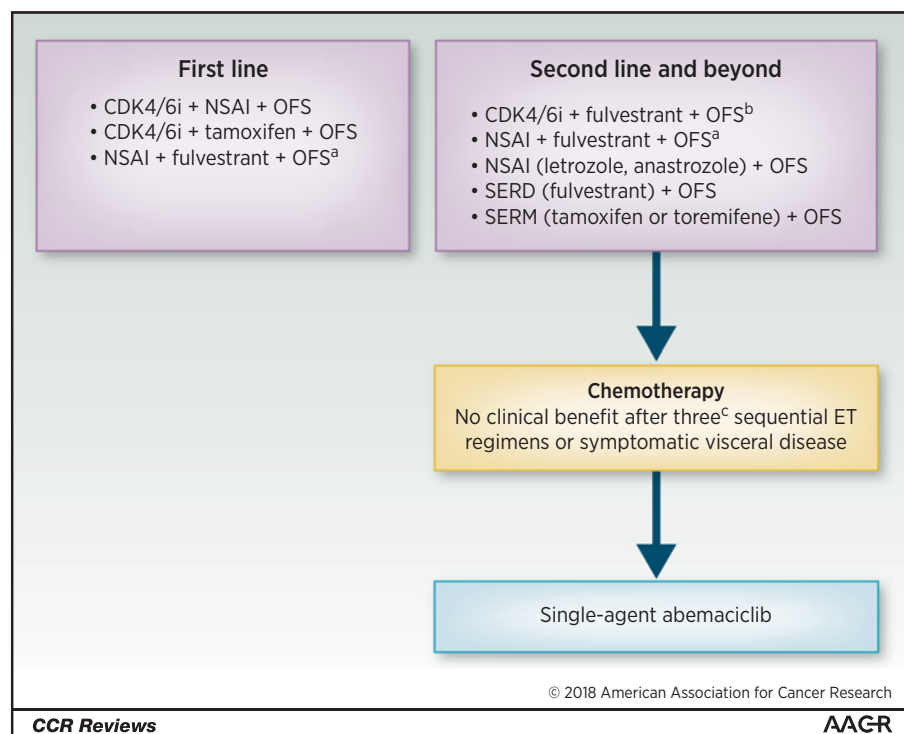 First line
• CDK4/6i + NSAI + OFS
• CDK4/6i + tamoxifen + OFS
• NSAI + fulvestrant + OFSᵃ
Second line and beyond
• CDK4/6i + fulvestrant + OFSᵇ
• NSAI + fulvestrant + OFSᵃ
• NSAI (letrozole, anastrozole) + OFS
• SERD (fulvestrant) + OFS
• SERM (tamoxifen or toremifene) + OFS
Chemotherapy
No clinical benefit after threeᶜ sequential ET
regimens or symptomatic visceral disease
Single-agent abemaciclib
© 2018 American Association for Cancer Research
CCR Reviews
AACR